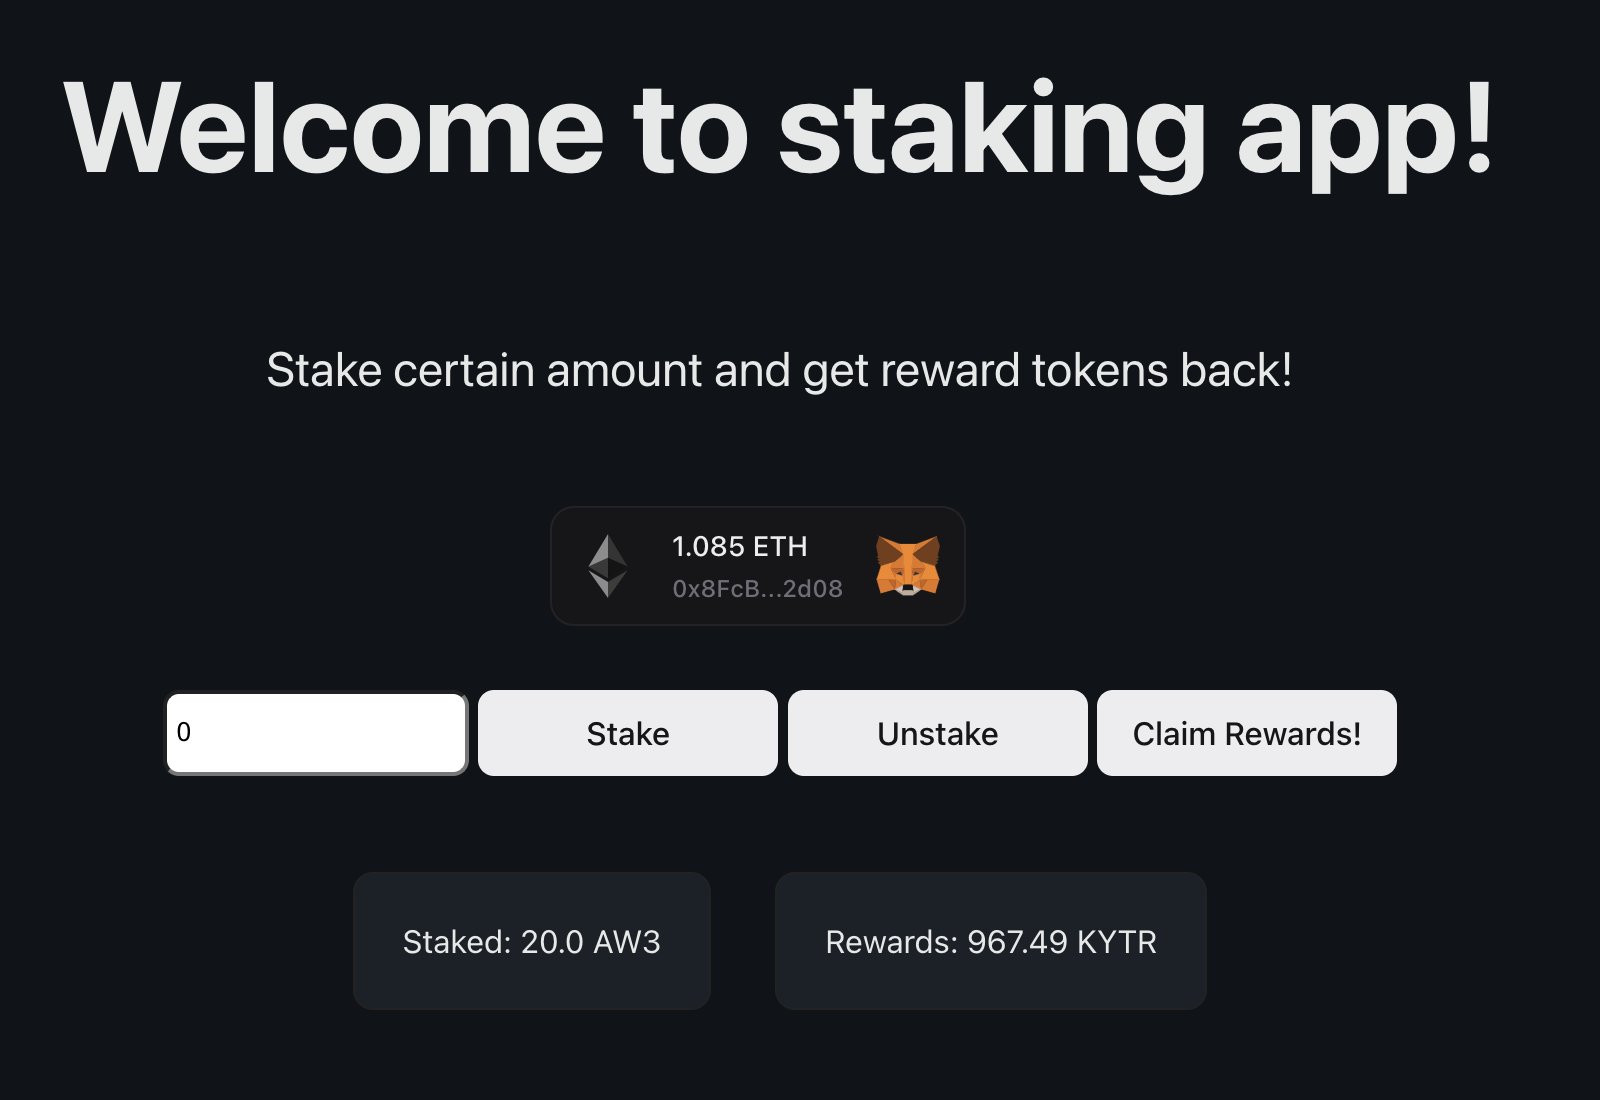 Welcome to staking app!
Stake certain amount and get reward tokens back!
1.085 ETH
0x8FcB...2d08
0
Stake
Unstake
Claim Rewards!
Staked: 20.0 AW3
Rewards: 967.49 KYTR